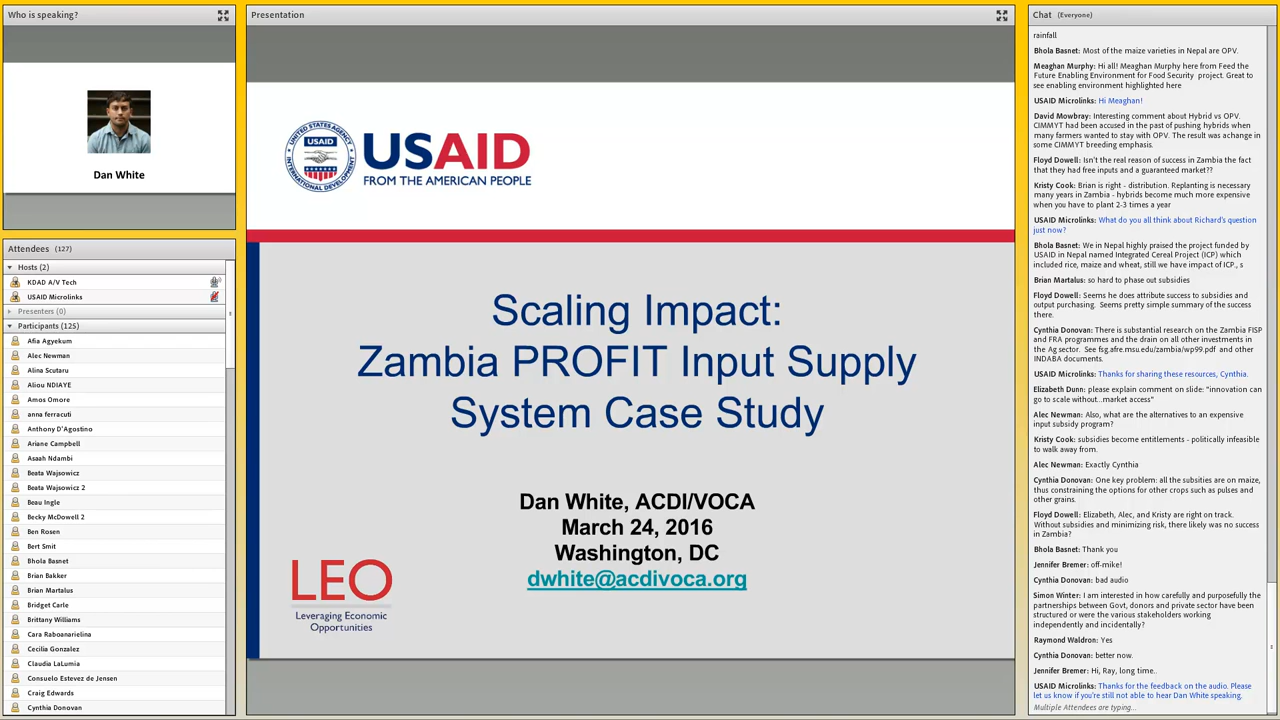 Who is speaking?
Dan White
Attendees (127)
Hosts (2)
KDAD A/V Tech
USAID Microlinks
Presenters (0)
Participants (125)
Afia Agyekum
Alec Newman
Alina Scutaru
Aliou NDIAYE
Amos Omore
anna ferracuti
Anthony D'Agostino
Ariane Campbell
Asaah Ndambi
Beata Wajsowicz
Beata Wajsowicz 2
Beau Ingle
Becky McDowell 2
Ben Rosen
Bert Smit
Bhola Basnet
Brian Bakker
Brian Martalus
Bridget Carle
Brittany Williams
Cara Raboanarielina
Cecilia Gonzalez
Claudia LaLumia
Consuelo Estevez de Jensen
Craig Edwards
Cynthia Donovan
Presentation
UNITED STATES AGENCY
USAID
INTERNATIONAL DEVELOPMENT
USAID
FROM THE AMERICAN PEOPLE
Scaling Impact:
Zambia PROFIT Input Supply
System Case Study
Dan White, ACDI/VOCA
March 24, 2016
Washington, DC
dwhite@acdivoca.org
LEO
Leveraging Economic
Opportunities
Chat (Everyone)
rainfall
Bhola Basnet: Most of the maize varieties in Nepal are OPV.
Meaghan Murphy: Hi all! Meaghan Murphy here from Feed the
Future Enabling Environment for Food Security project. Great to
see enabling environment highlighted here
USAID Microlinks: Hi Meaghan!
David Mowbray: Interesting comment about Hybrid vs OPV.
CIMMYT had been accused in the past of pushing hybrids when
many farmers wanted to stay with OPV. The result was achange in
some CIMMYT breeding emphasis.
Floyd Dowell: Isn't the real reason of success in Zambia the fact
that they had free inputs and a guaranteed market??
Kristy Cook: Brian is right - distribution. Replanting is necessary
many years in Zambia - hybrids become much more expensive
when you have to plant 2-3 times a year
USAID Microlinks: What do you all think about Richard's question
just now?
Bhola Basnet: We in Nepal highly praised the project funded by
USAID in Nepal named Integrated Cereal Project (ICP) which
included rice, maize and wheat, still we have impact of ICP, s
Brian Martalus: so hard to phase out subsidies
Floyd Dowell: Seems he does attribute success to subsidies and
output purchasing. Seems pretty simple summary of the success
there.
Cynthia Donovan: There is substantial research on the Zambia FISP
and FRA programmes and the drain on all other investments in
the Ag sector. See fsg.afre.msu.edu/zambia/wp99.pdf and other
INDABA documents.
USAID Microlinks: Thanks for sharing these resources, Cynthia.
Elizabeth Dunn: please explain comment on slide: "innovation can
go to scale without...market access"
Alec Newman: Also, what are the alternatives to an expensive
input subsidy program?
Kristy Cook: subsidies become entitlements - politically infeasible
to walk away from.
Alec Newman: Exactly Cynthia
Cynthia Donovan: One key problem: all the subsities are on maize,
thus constraining the options for other crops such as pulses and
other grains.
Floyd Dowell: Elizabeth, Alec, and Kristy are right on track.
Without subsidies and minimizing risk, there likely was no success
in Zambia?
Bhola Basnet: Thank you
Jennifer Bremer: off-mike!
Cynthia Donovan: bad audio
Simon Winter: I am interested in how carefully and purposefully the
partnerships between Govt, donors and private sector have been
structured or were the various stakeholders working
independently and incidentally?
Raymond Waldron: Yes
Cynthia Donovan: better now.
Jennifer Bremer: Hi, Ray, long time..
USAID Microlinks: Thanks for the feedback on the audio. Please
let us know if you're still not able to hear Dan White speaking.
Multiple Attendees are typing...